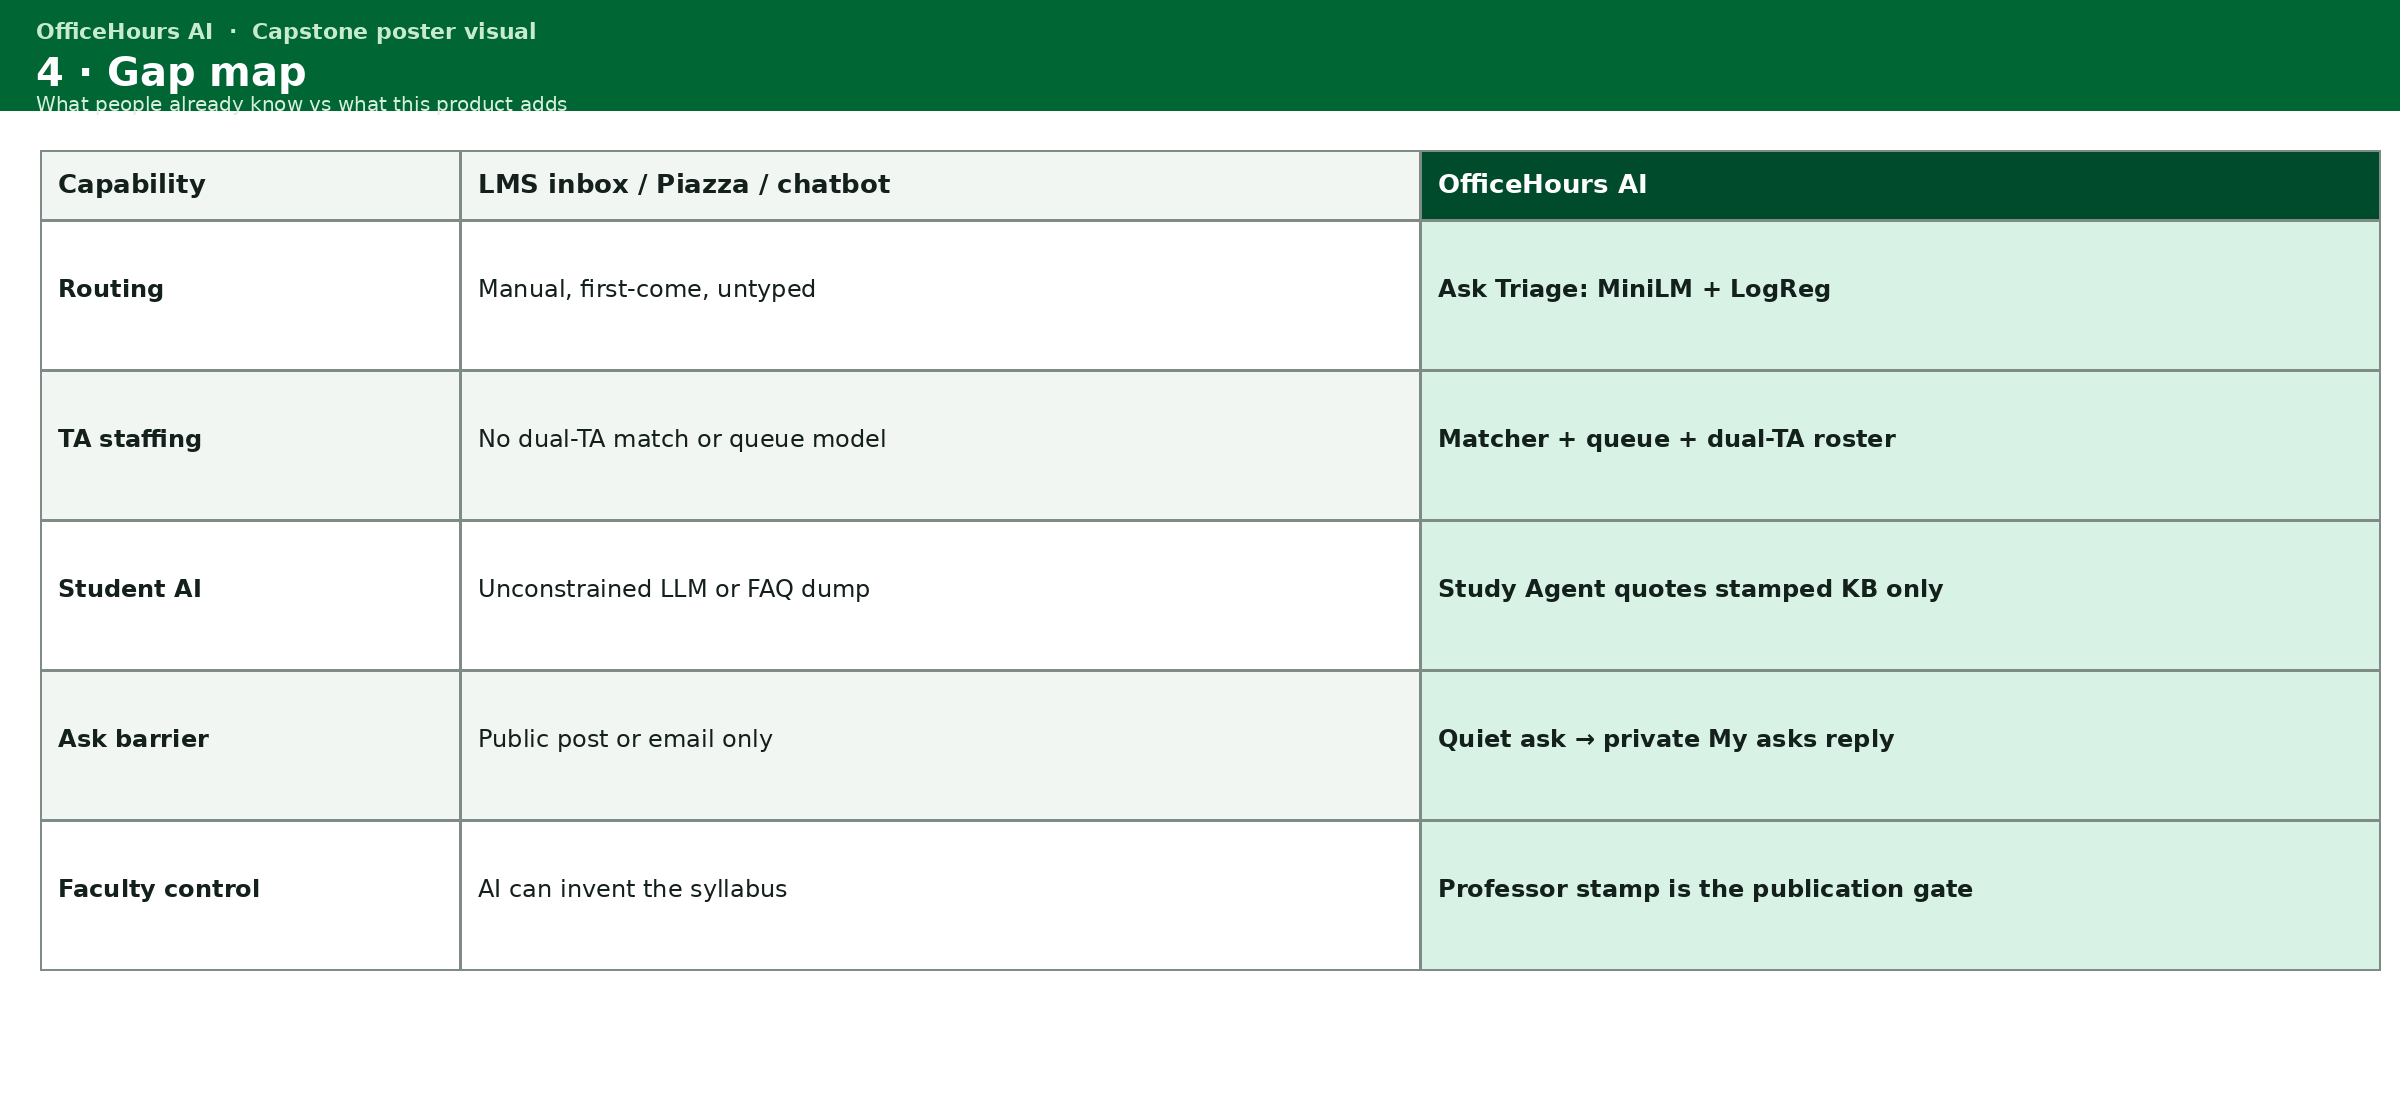 OfficeHours AI · Capstone poster visual
4 · Gap map
What people already know vs what this product adds
Capability
LMS inbox / Piazza / chatbot
OfficeHours AI
Routing
Manual, first-come, untyped
Ask Triage: MiniLM + LogReg
TA staffing
No dual-TA match or queue model
Matcher + queue + dual-TA roster
Student AI
Unconstrained LLM or FAQ dump
Study Agent quotes stamped KB only
Ask barrier
Public post or email only
Quiet ask → private My asks reply
Faculty control
AI can invent the syllabus
Professor stamp is the publication gate